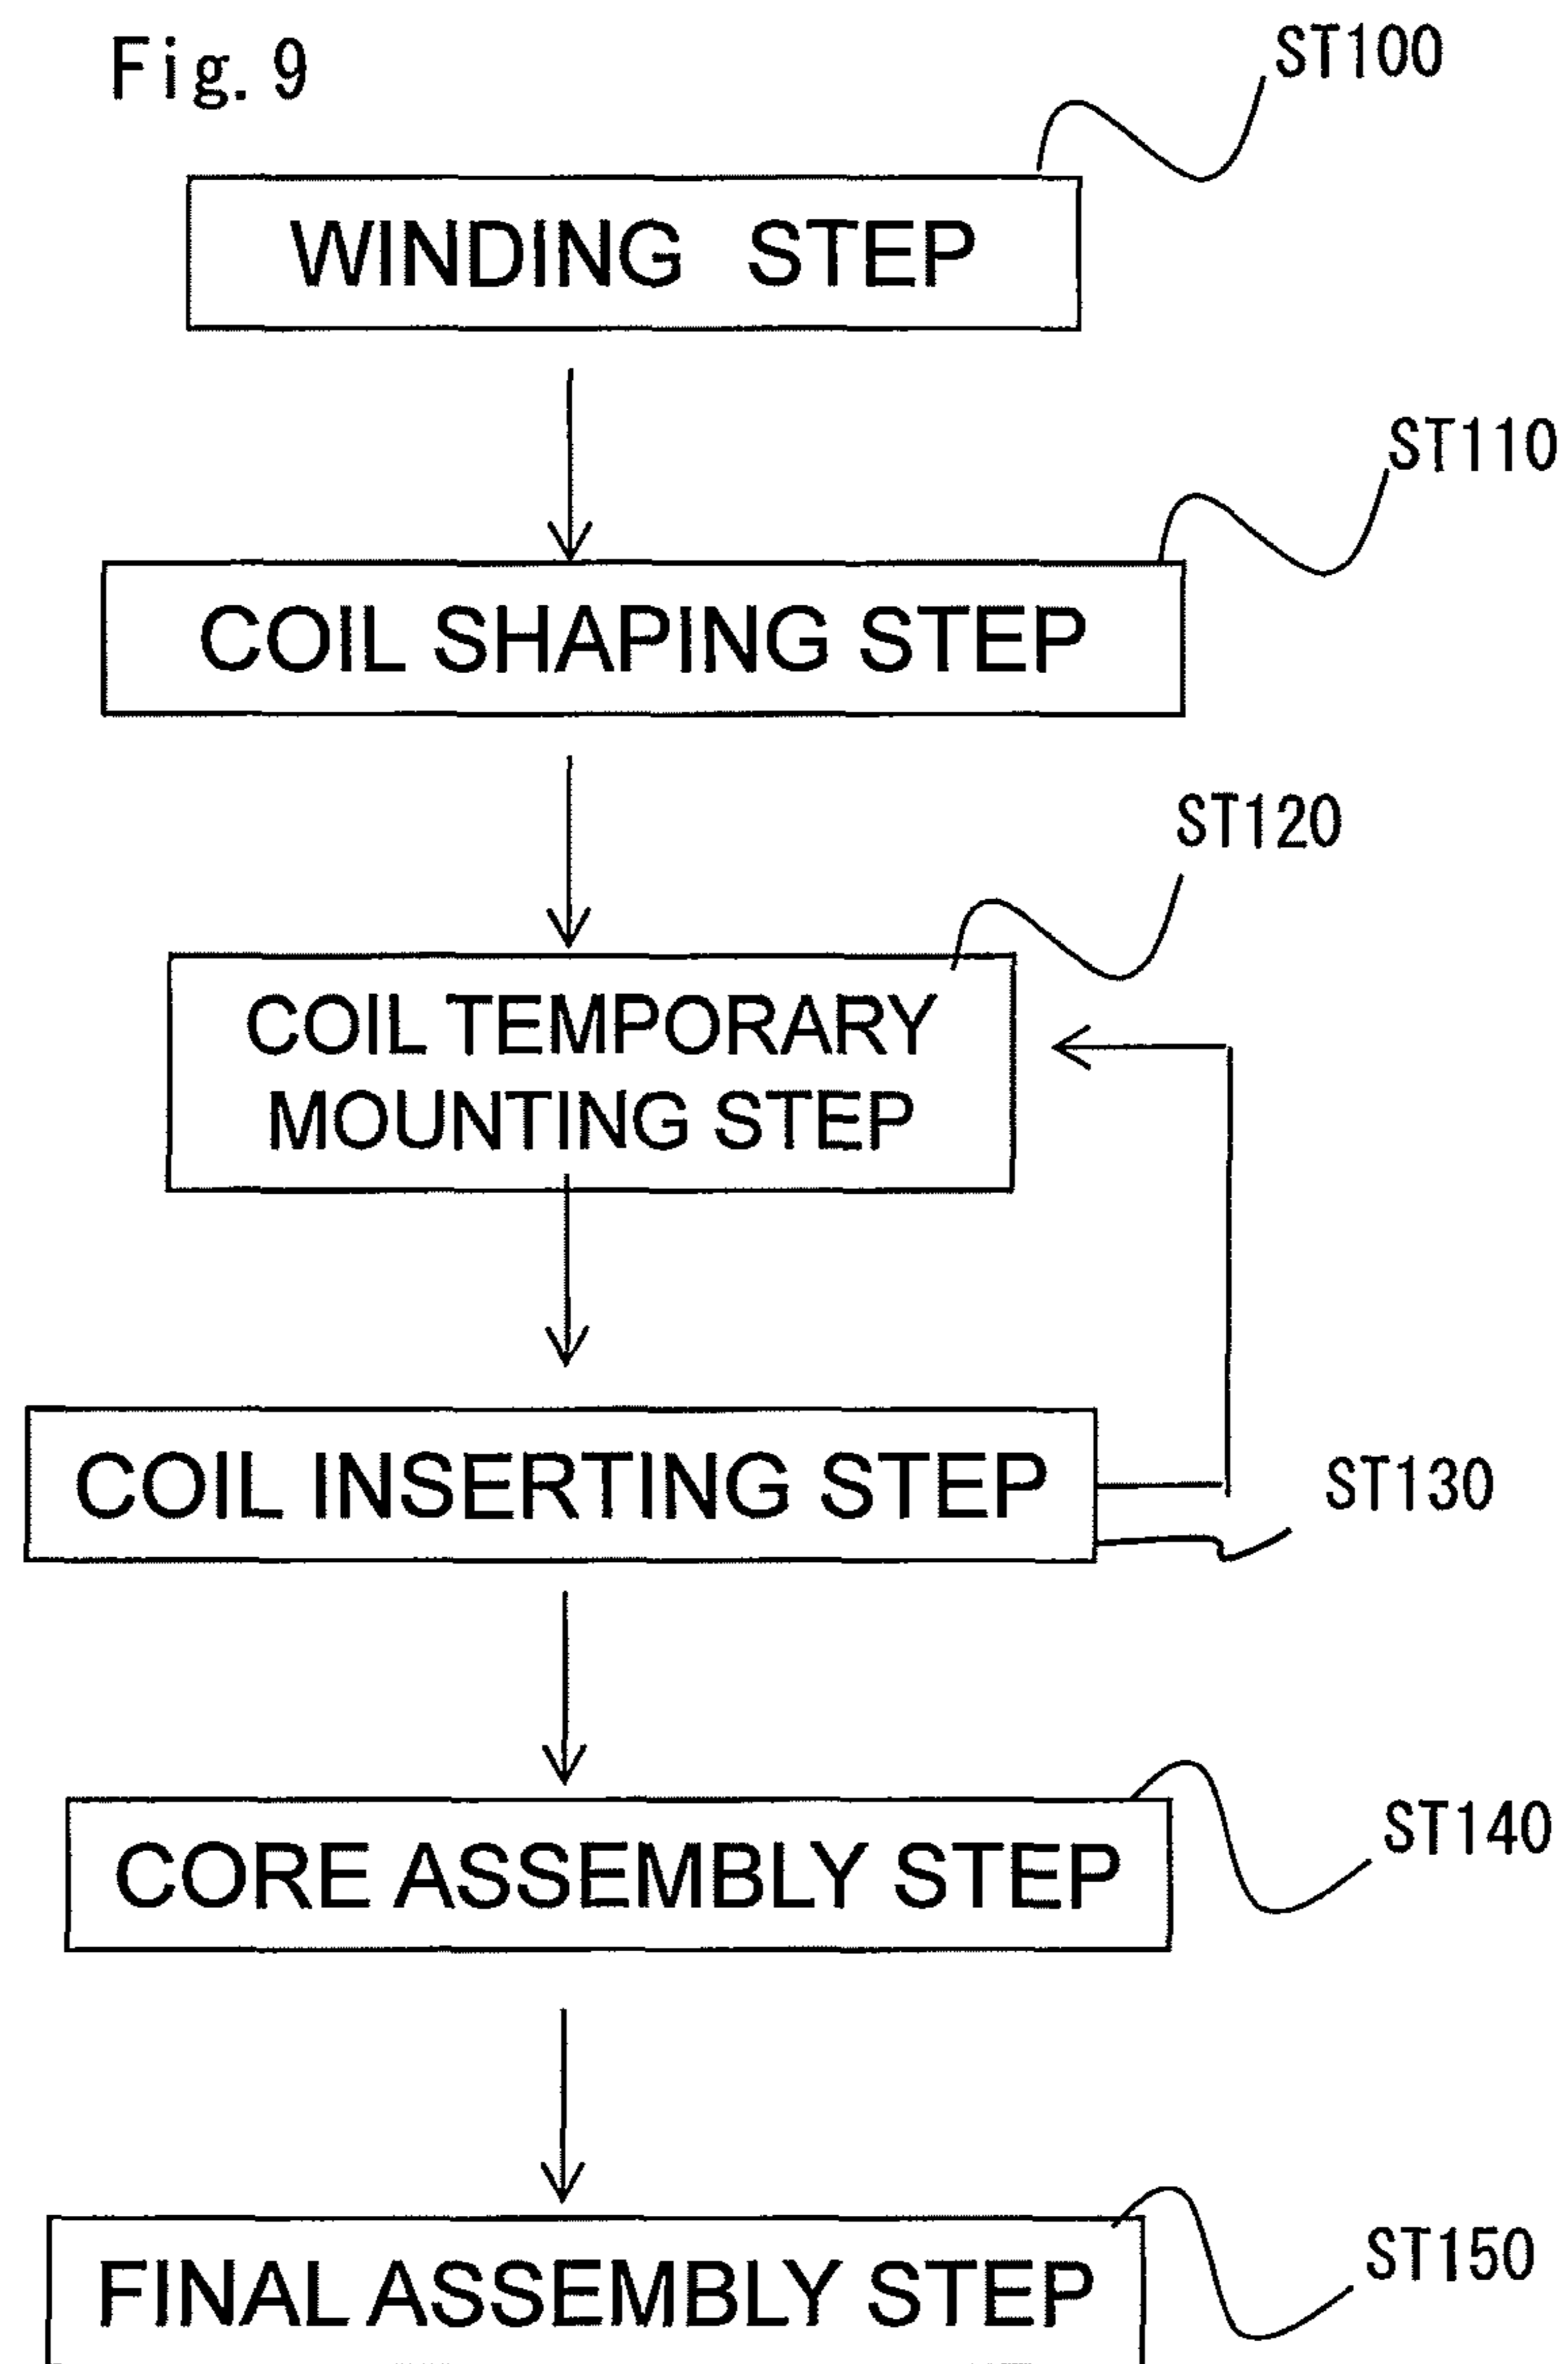 Fig. 9
ST100
WINDING STEP
ST110
COIL SHAPING STEP
ST120
COIL TEMPORARY
MOUNTING STEP
COIL INSERTING STEP
ST130
CORE ASSEMBLY STEP
ST140
FINAL ASSEMBLY STEP
ST150